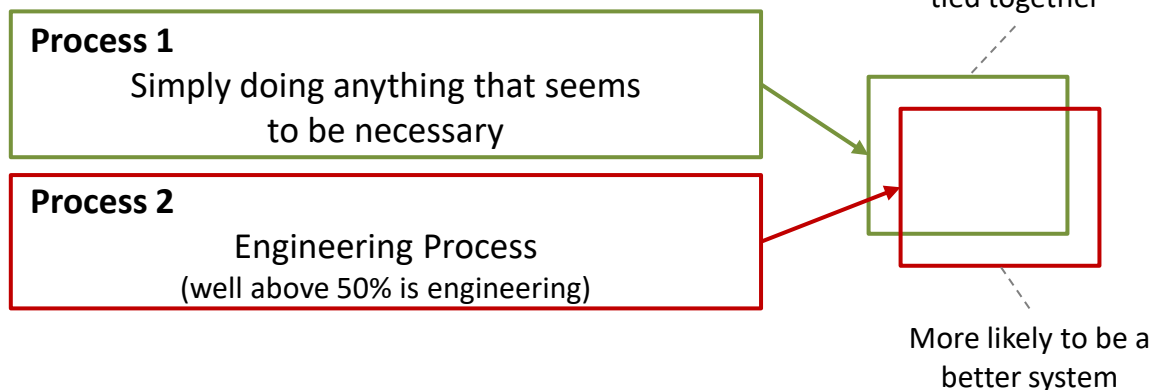 tied together
Process 1
Simply doing anything that seems
to be necessary
Process 2
Engineering Process
(well above 50% is engineering)
More likely to be a
better system